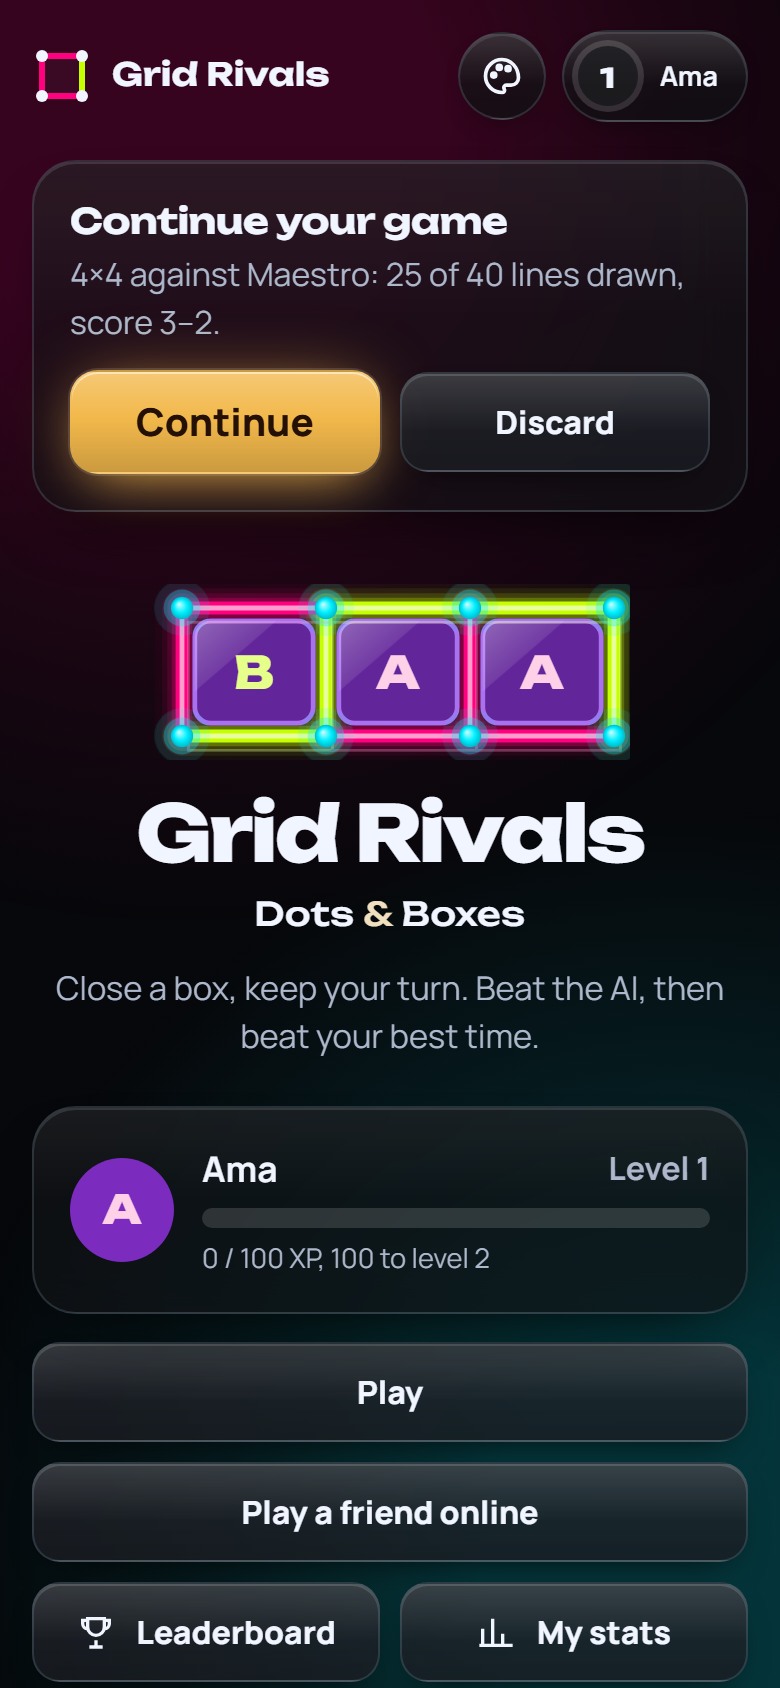 Grid Rivals
1 Ama
Continue your game
4×4 against Maestro: 25 of 40 lines drawn,
score 3–2.
Continue Discard
B A A
Grid Rivals
Dots & Boxes
Close a box, keep your turn. Beat the AI, then
beat your best time.
A
Ama Level 1
0 / 100 XP, 100 to level 2
Play
Play a friend online
Leaderboard My stats